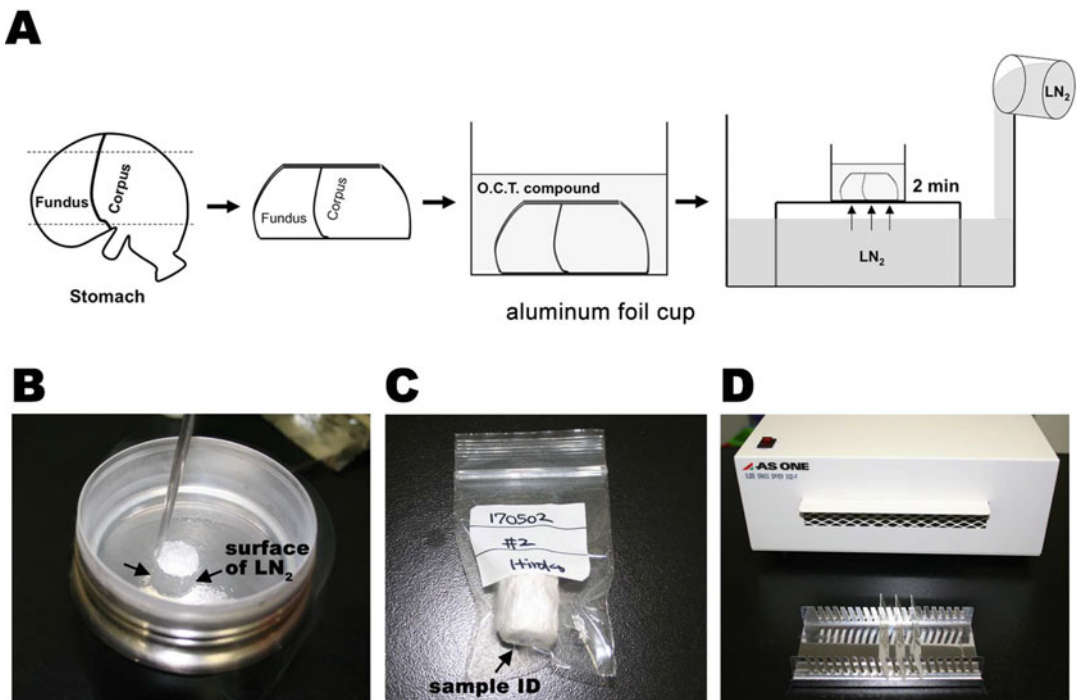 A
Fundus
Corpus
Stomach
Fundus
Corpus
O.C.T. compound
aluminum foil cup
LN2
2 min
LN2
B
surface
of LN2
C
170502
#2
sample ID
D
AS ONE